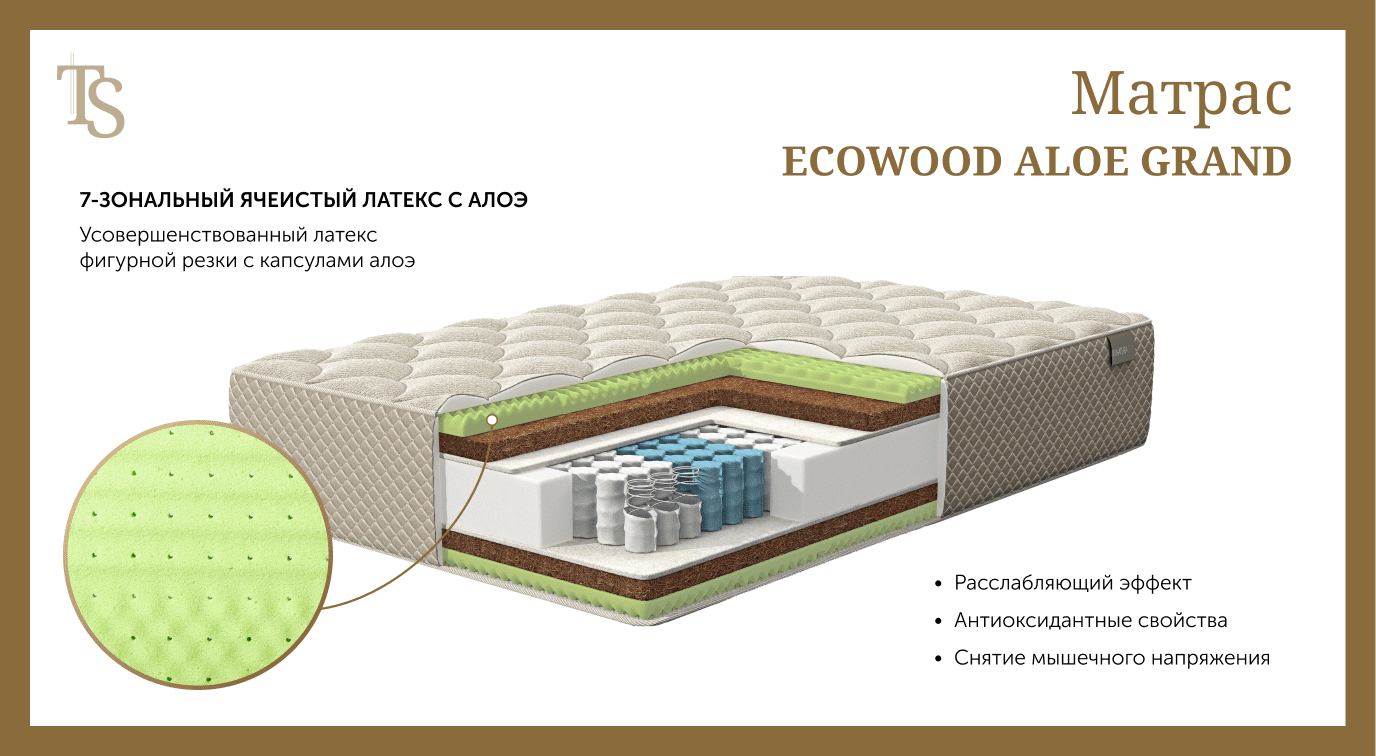 TS
Матрас
ECOWOOD ALOE GRAND
7-ЗОНАЛЬНЫЙ ЯЧЕИСТЫЙ ЛАТЕКС С АЛОЭ
Усовершенствованный латекс
фигурной резки с капсулами алоэ
• Расслабляющий эффект
• Антиоксидантные свойства
• Снятие мышечного напряжения